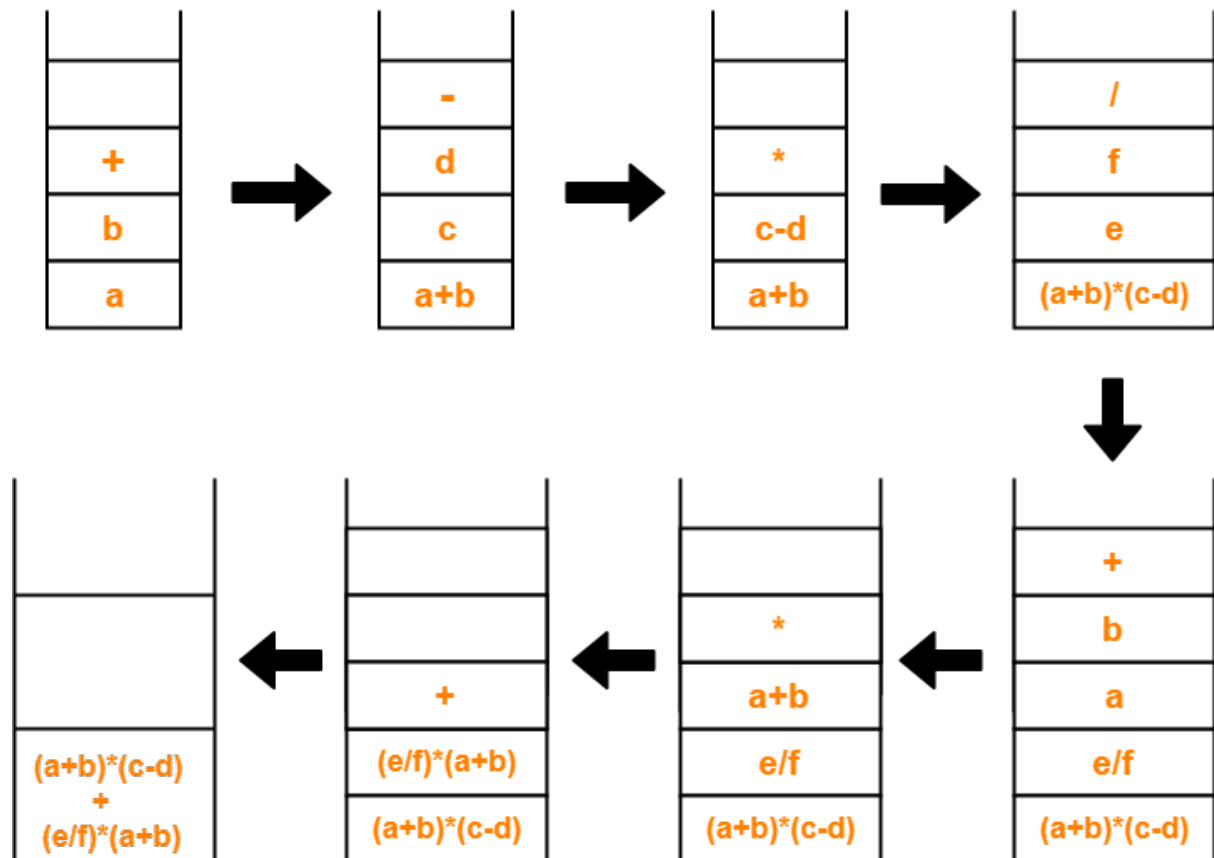 +
b
a
-
d
c
a+b
*
c-d
a+b
/
f
e
(a+b)*(c-d)
+
b
a
e/f
(a+b)*(c-d)
*
a+b
e/f
(a+b)*(c-d)
+
(e/f)*(a+b)
(a+b)*(c-d)
(a+b)*(c-d)
+
(e/f)*(a+b)